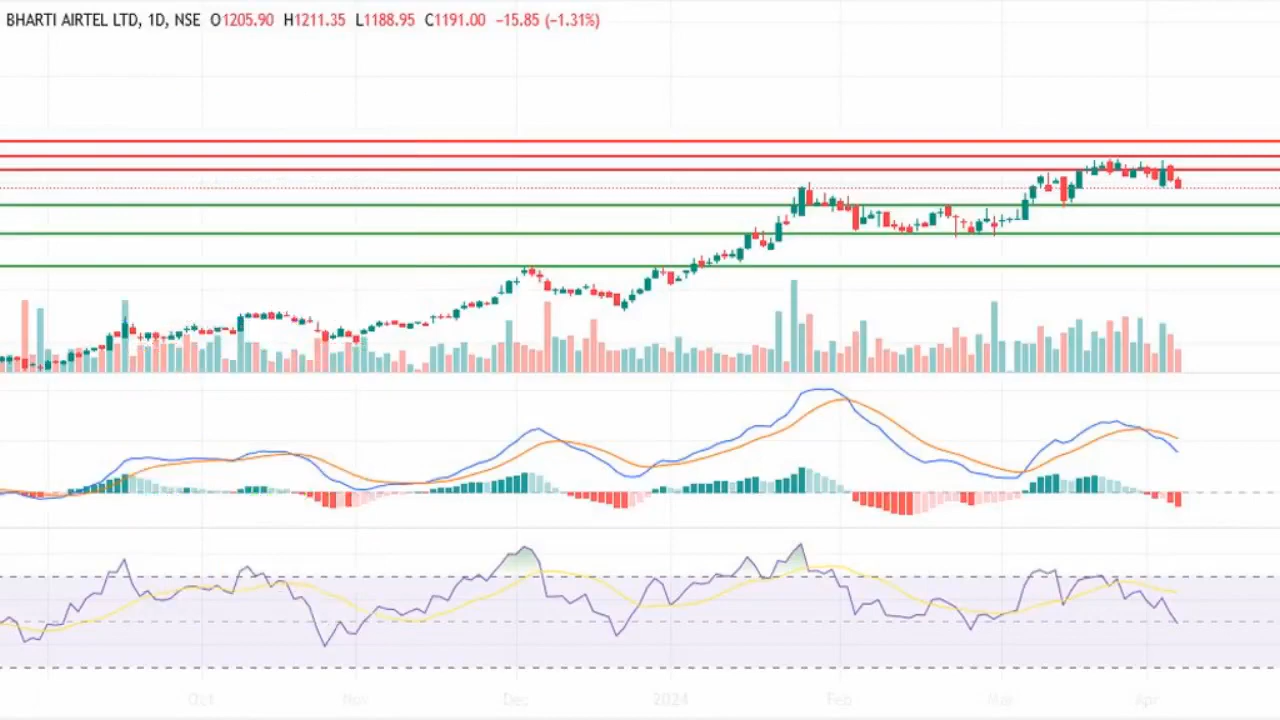 BHARTI AIRTEL LTD, 1D, NSE O1205.90 H1211.35 L1188.95 C1191.00 −15.85 (−1.31%)
Oct Nov Dec 2024 Feb Mar Apr